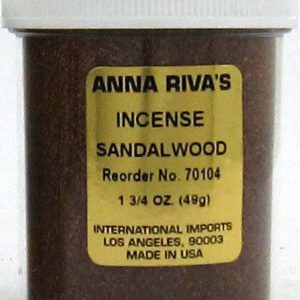 ANNA RIVA'S
INCENSE
SANDALWOOD
Reorder No. 70104
1 3/4 OZ. (49g)
INTERNATIONAL IMPORTS
LOS ANGELES, 90003
MADE IN USA